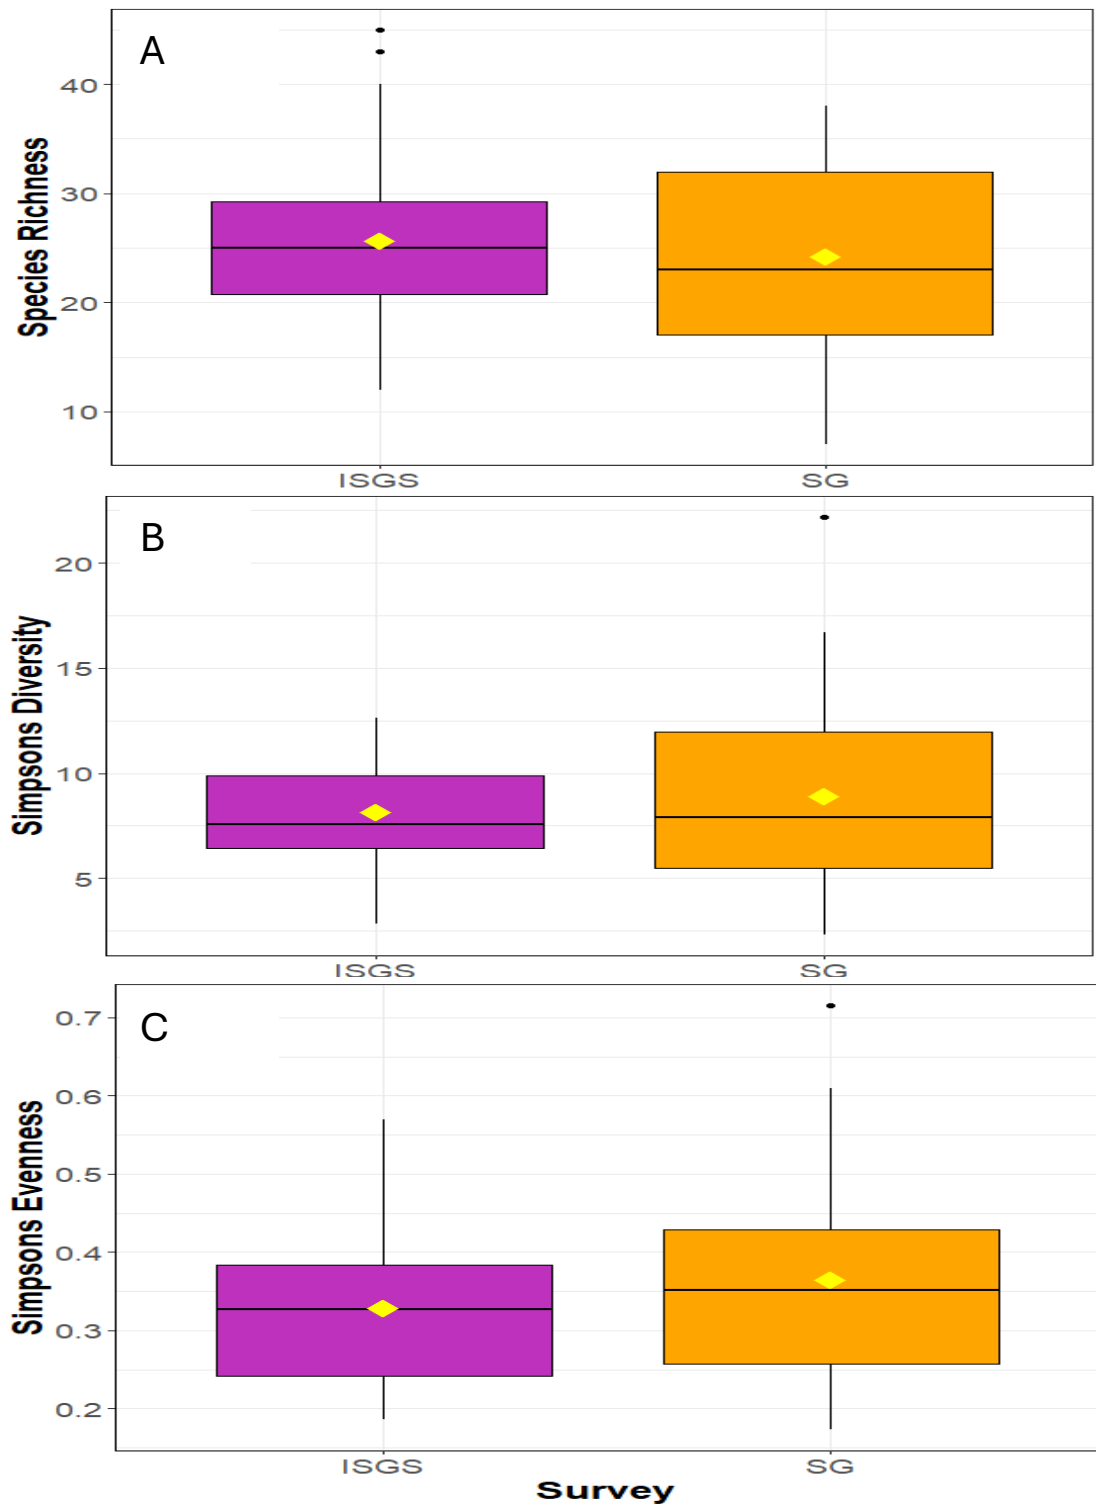 A
Species Richness
40
30
20
10
ISGS SG
B
Simpsons Diversity
20
15
10
5
ISGS SG
C
Simpsons Evenness
0.7
0.6
0.5
0.4
0.3
0.2
ISGS SG
Survey